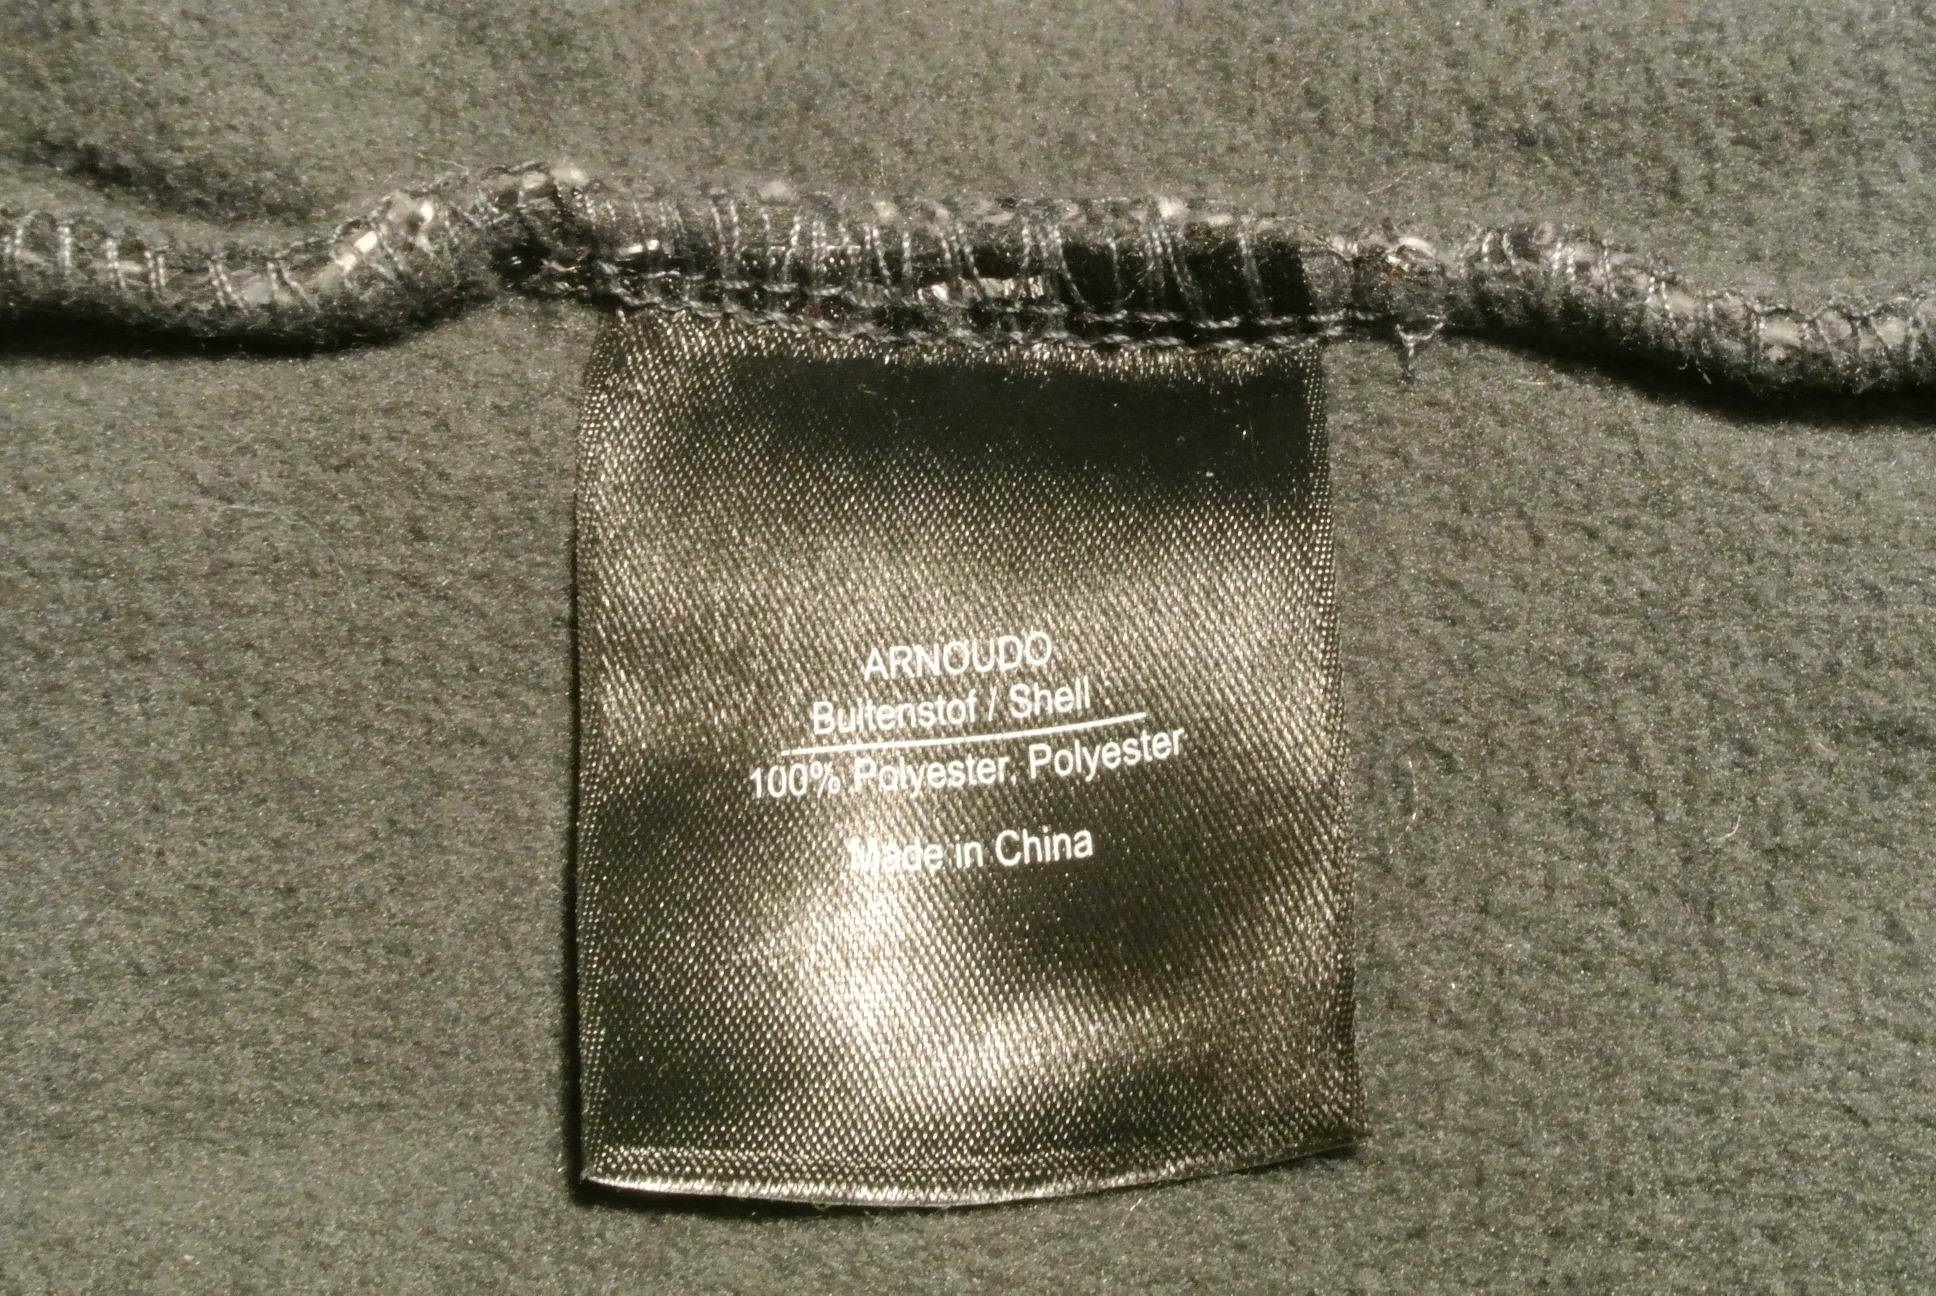 ARNOUDO
Buitenstof / Shell
100% Polyester, Polyester
Made in China